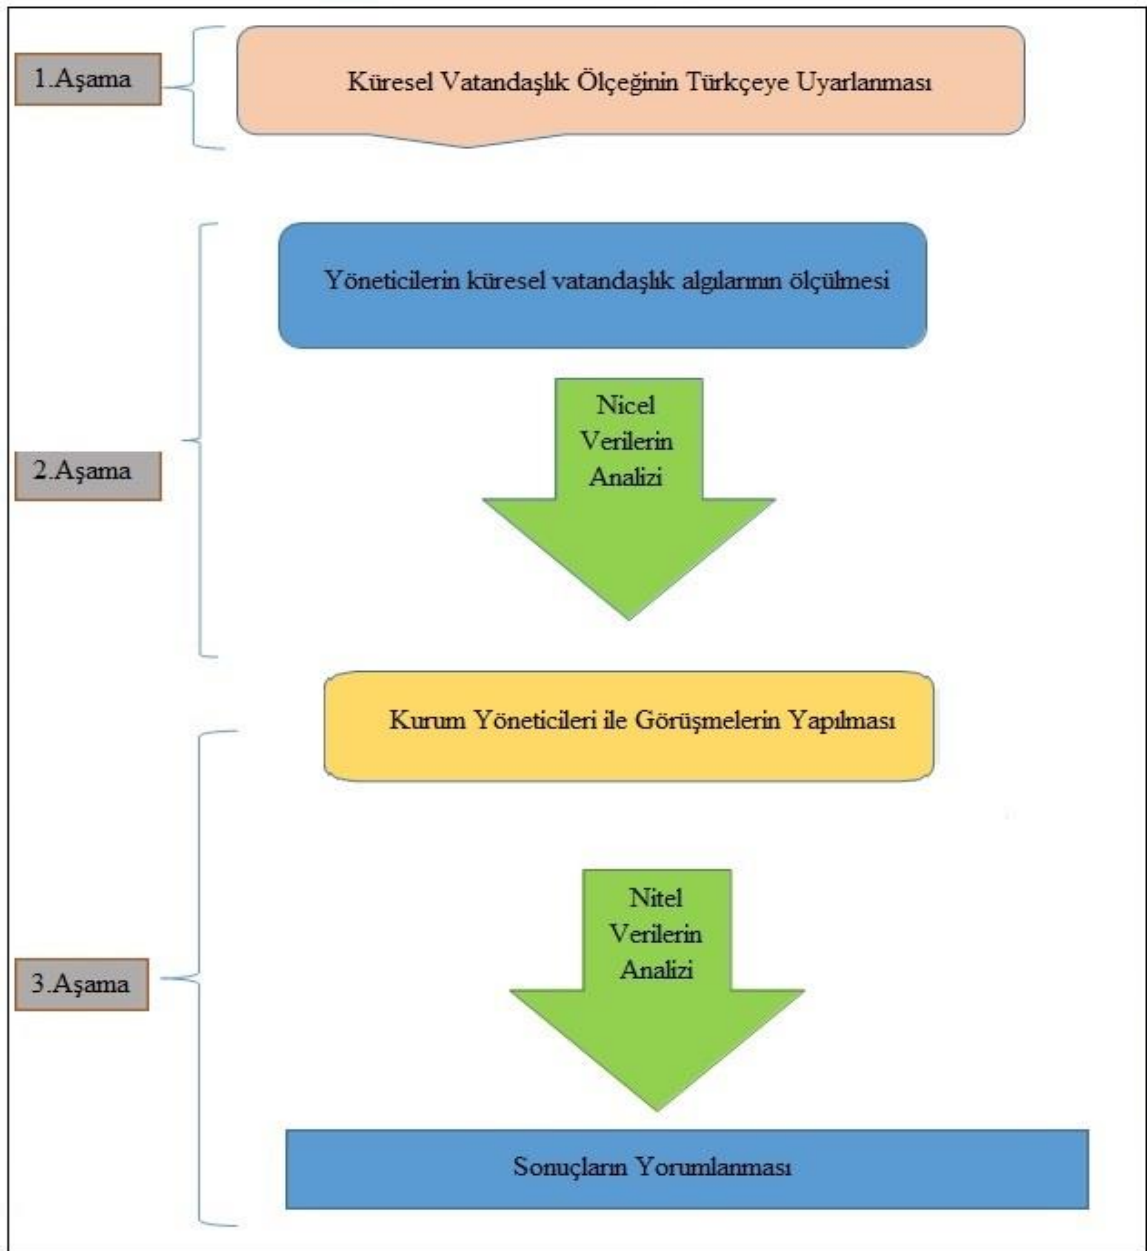 1.Aşama
Küresel Vatandaşlık Ölçeğinin Türkçeye Uyarlanması
Yöneticilerin küresel vatandaşlık algılarının ölçülmesi
Nicel
Verilerin
Analizi
2.Aşama
Kurum Yöneticileri ile Görüşmelerin Yapılması
Nitel
Verilerin
Analizi
3.Aşama
Sonuçların Yorumlanması